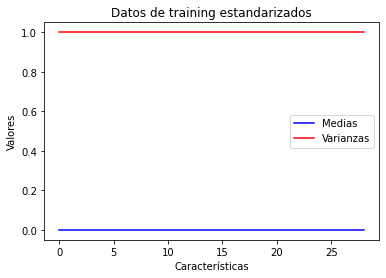 Datos de training estandarizados
1.0
0.8
0.6
0.4
0.2
0.0
Valores
Medias
Varianzas
0 5 10 15 20 25
Características